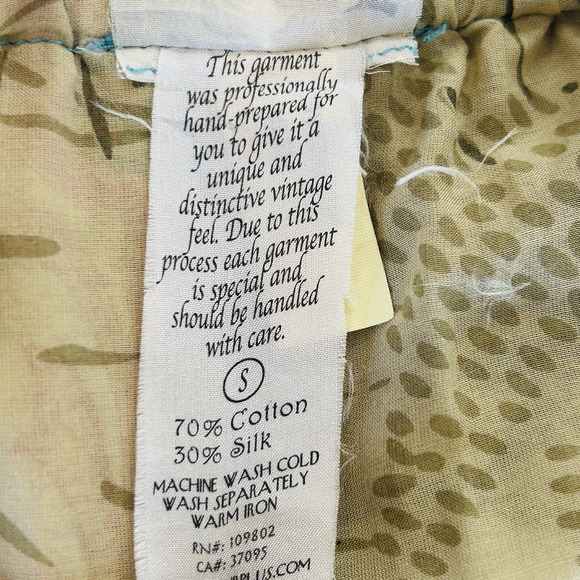 This garment
was professionally
hand-prepared for
you to give it a
unique and
distinctive vintage
feel. Due to this
process each garment
is special and
should be handled
with care.
S
70% Cotton
30% Silk
MACHINE WASH COLD
WASH SEPARATELY
WARM IRON
RN#: 109802
CA#: 37095
PLUS.COM